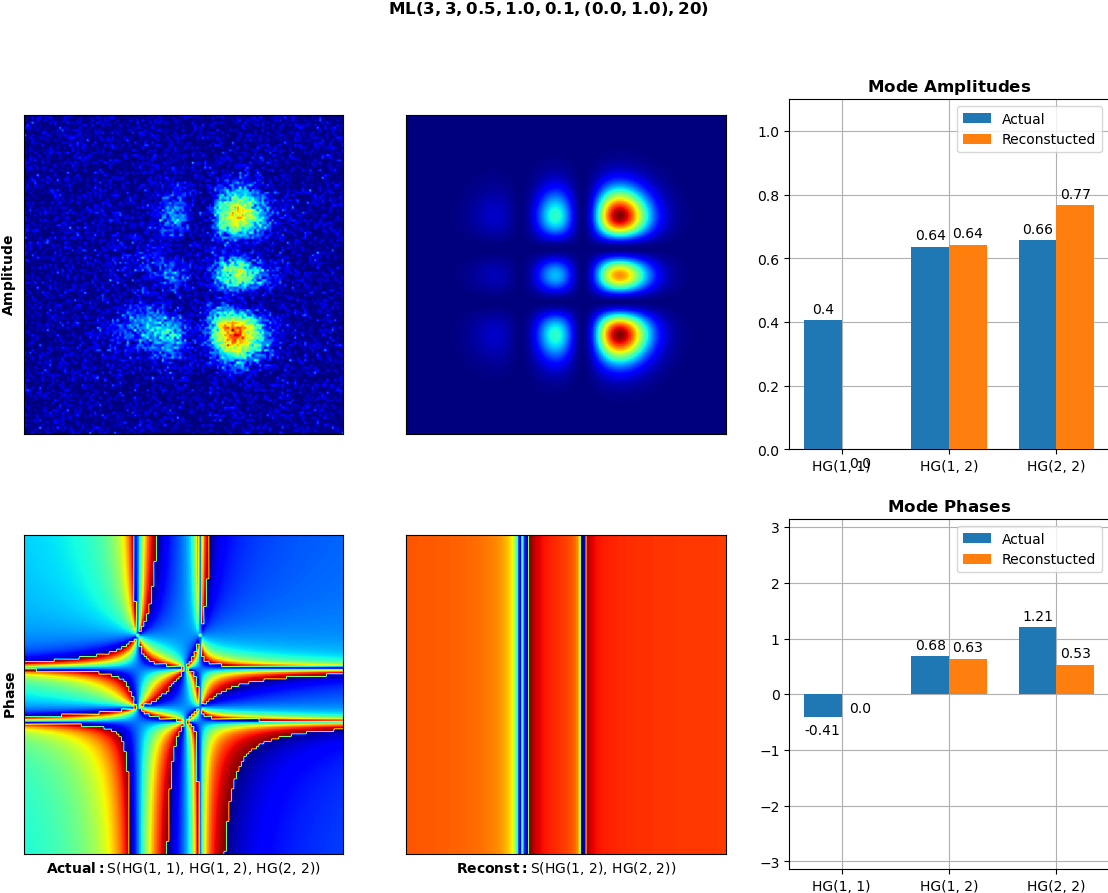 ML(3, 3, 0.5, 1.0, 0.1, (0.0, 1.0), 20)
Amplitude
Mode Amplitudes
Actual
Reconstucted
1.0
0.8
0.6
0.4
0.2
0.0
0.4
0.0
0.64
0.64
0.66
0.77
HG(1, 1)
HG(1, 2)
HG(2, 2)
Phase
Actual: S(HG(1, 1), HG(1, 2), HG(2, 2))
Reconst: S(HG(1, 2), HG(2, 2))
Mode Phases
Actual
Reconstucted
3
2
1
0
−1
−2
−3
-0.41
0.0
0.68
0.63
1.21
0.53
HG(1, 1)
HG(1, 2)
HG(2, 2)